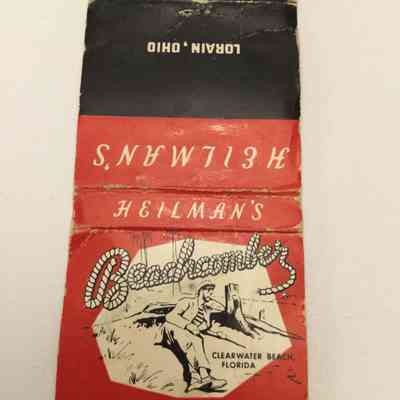 LORAIN, OHIO
HEILMAN'S
HEILMAN'S
Beachcomber
CLEARWATER BEACH,
FLORIDA